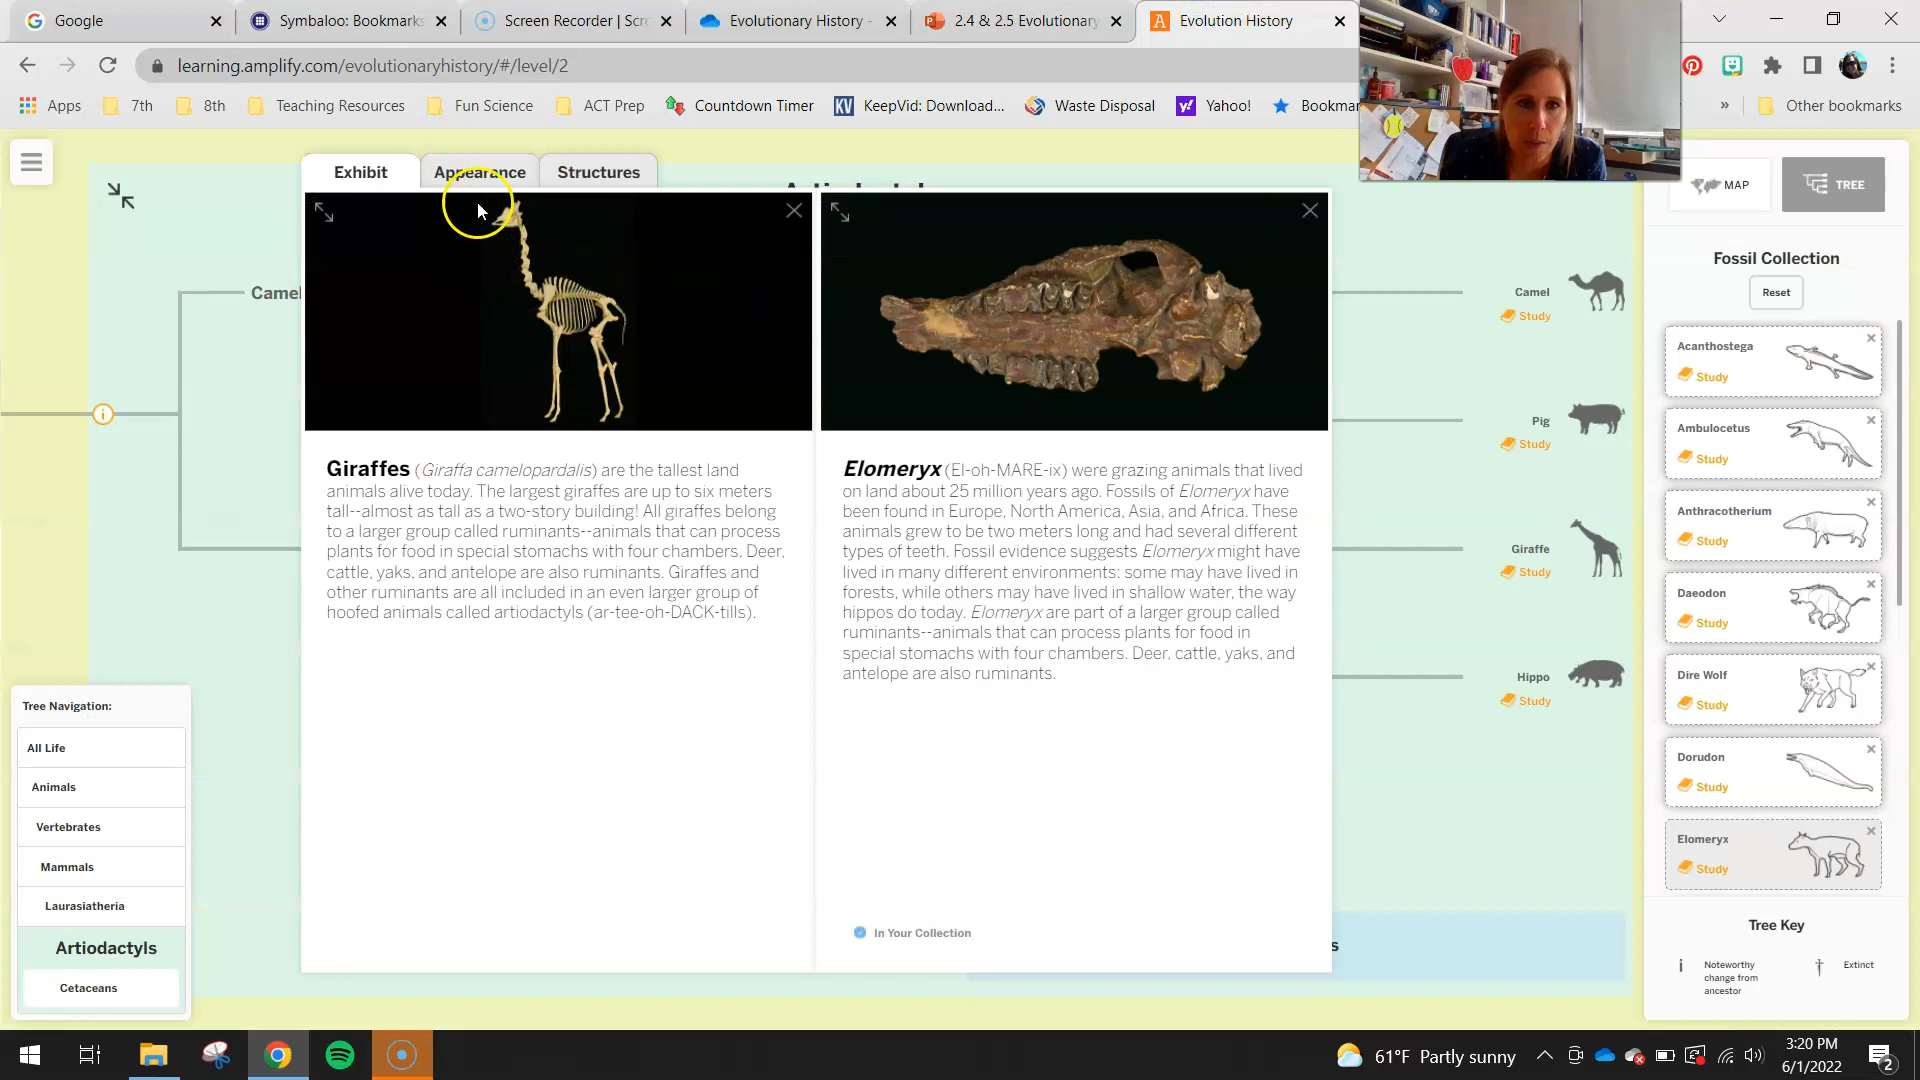 Google
Symbaloo: Bookmarks
Screen Recorder | Scr
Evolutionary History -
2.4 & 2.5 Evolutionary
Evolution History
learning.amplify.com/evolutionaryhistory/#/level/2
Apps 7th 8th Teaching Resources Fun Science ACT Prep Countdown Timer KeepVid: Download... Waste Disposal Yahoo! Bookmar » Other bookmarks
Exhibit Appearance Structures
MAP TREE
Camel
Giraffes (Giraffa camelopardalis) are the tallest land
animals alive today. The largest giraffes are up to six meters
tall--almost as tall as a two-story building! All giraffes belong
to a larger group called ruminants--animals that can process
plants for food in special stomachs with four chambers. Deer,
cattle, yaks, and antelope are also ruminants. Giraffes and
other ruminants are all included in an even larger group of
hoofed animals called artiodactyls (ar-tee-oh-DACK-tills).
Elomeryx (El-oh-MARE-ix) were grazing animals that lived
on land about 25 million years ago. Fossils of Elomeryx have
been found in Europe, North America, Asia, and Africa. These
animals grew to be two meters long and had several different
types of teeth. Fossil evidence suggests Elomeryx might have
lived in many different environments: some may have lived in
forests, while others may have lived in shallow water, the way
hippos do today. Elomeryx are part of a larger group called
ruminants--animals that can process plants for food in
special stomachs with four chambers. Deer, cattle, yaks, and
antelope are also ruminants.
In Your Collection
s
Camel
Study
Pig
Study
Giraffe
Study
Hippo
Study
Fossil Collection
Reset
Acanthostega
Study
Ambulocetus
Study
Anthracotherium
Study
Daeodon
Study
Dire Wolf
Study
Dorudon
Study
Elomeryx
Study
Tree Key
i Noteworthy
change from
ancestor
† Extinct
Tree Navigation:
All Life
Animals
Vertebrates
Mammals
Laurasiatheria
Artiodactyls
Cetaceans
61°F Partly sunny
3:20 PM
6/1/2022
2